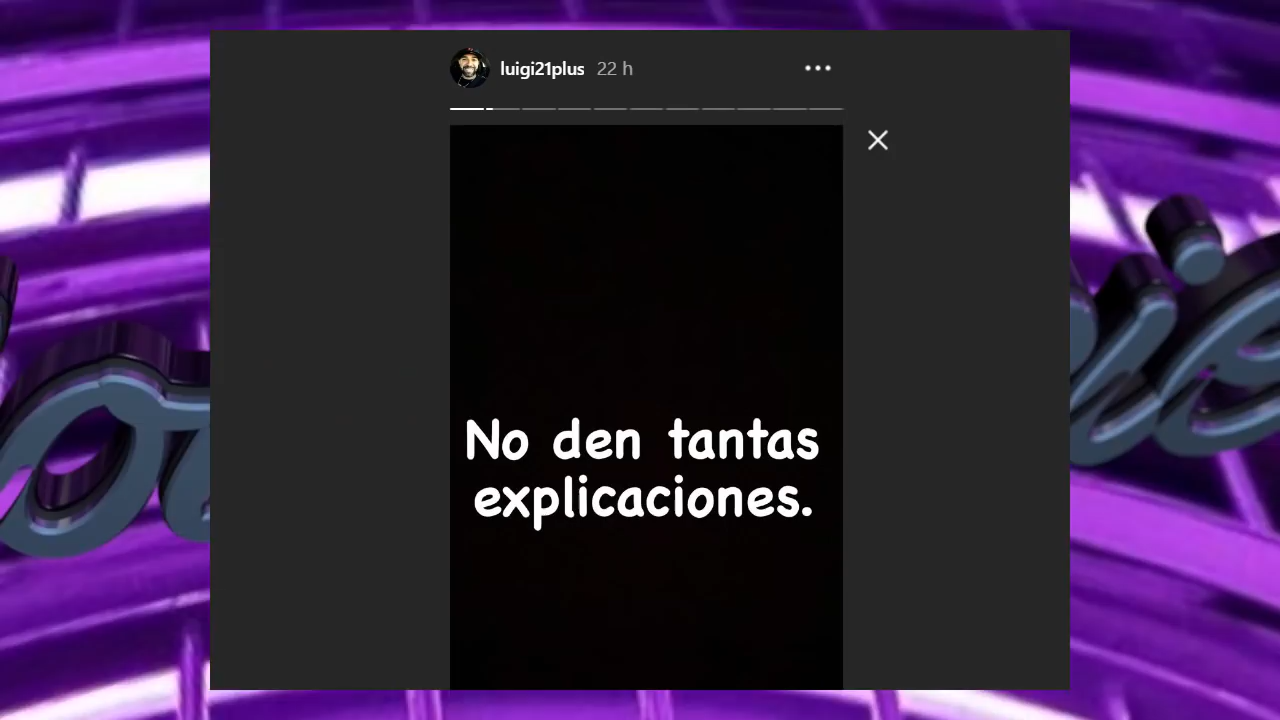 luigi21plus 22 h
No den tantas
explicaciones.